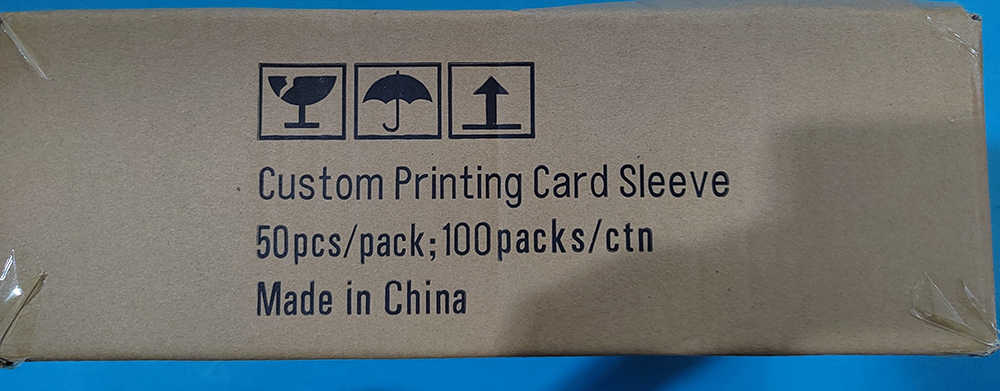 Custom Printing Card Sleeve
50pcs/pack;100packs/ctn
Made in China